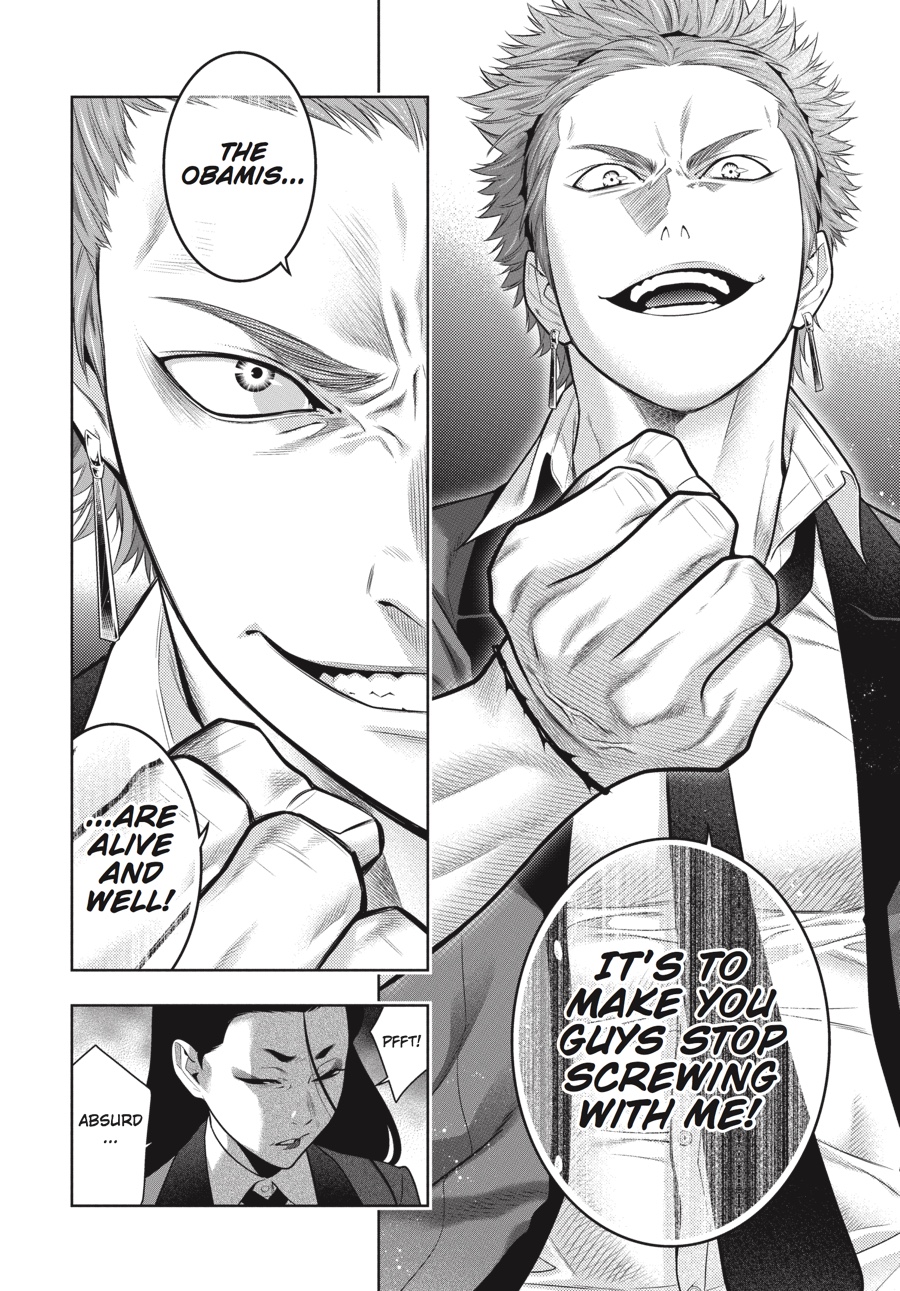 IT'S TO
MAKE YOU
GUYS STOP
SCREWING
WITH ME!
THE
OBAMIS...
...ARE
ALIVE
AND
WELL!
PFFT!
ABSURD
...